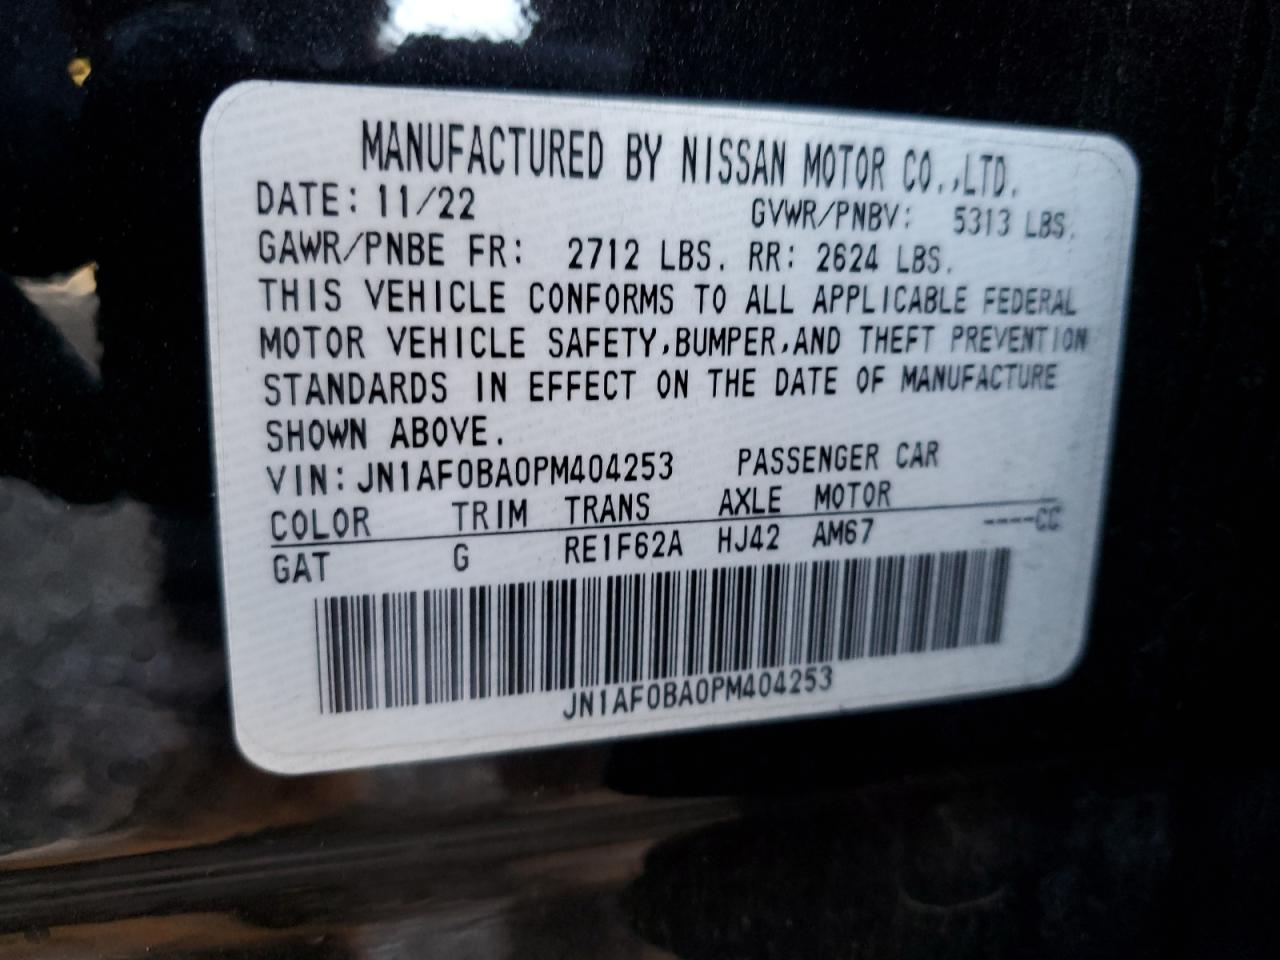 MANUFACTURED BY NISSAN MOTOR CO.,LTD.
DATE: 11/22 GVWR/PNBV: 5313 LBS.
GAWR/PNBE FR: 2712 LBS. RR: 2624 LBS.
THIS VEHICLE CONFORMS TO ALL APPLICABLE FEDERAL
MOTOR VEHICLE SAFETY,BUMPER,AND THEFT PREVENTION
STANDARDS IN EFFECT ON THE DATE OF MANUFACTURE
SHOWN ABOVE.
VIN:JN1AF0BA0PM404253 PASSENGER CAR
COLOR TRIM TRANS AXLE MOTOR
GAT G RE1F62A HJ42 AM67 ----CC
JN1AF0BA0PM404253